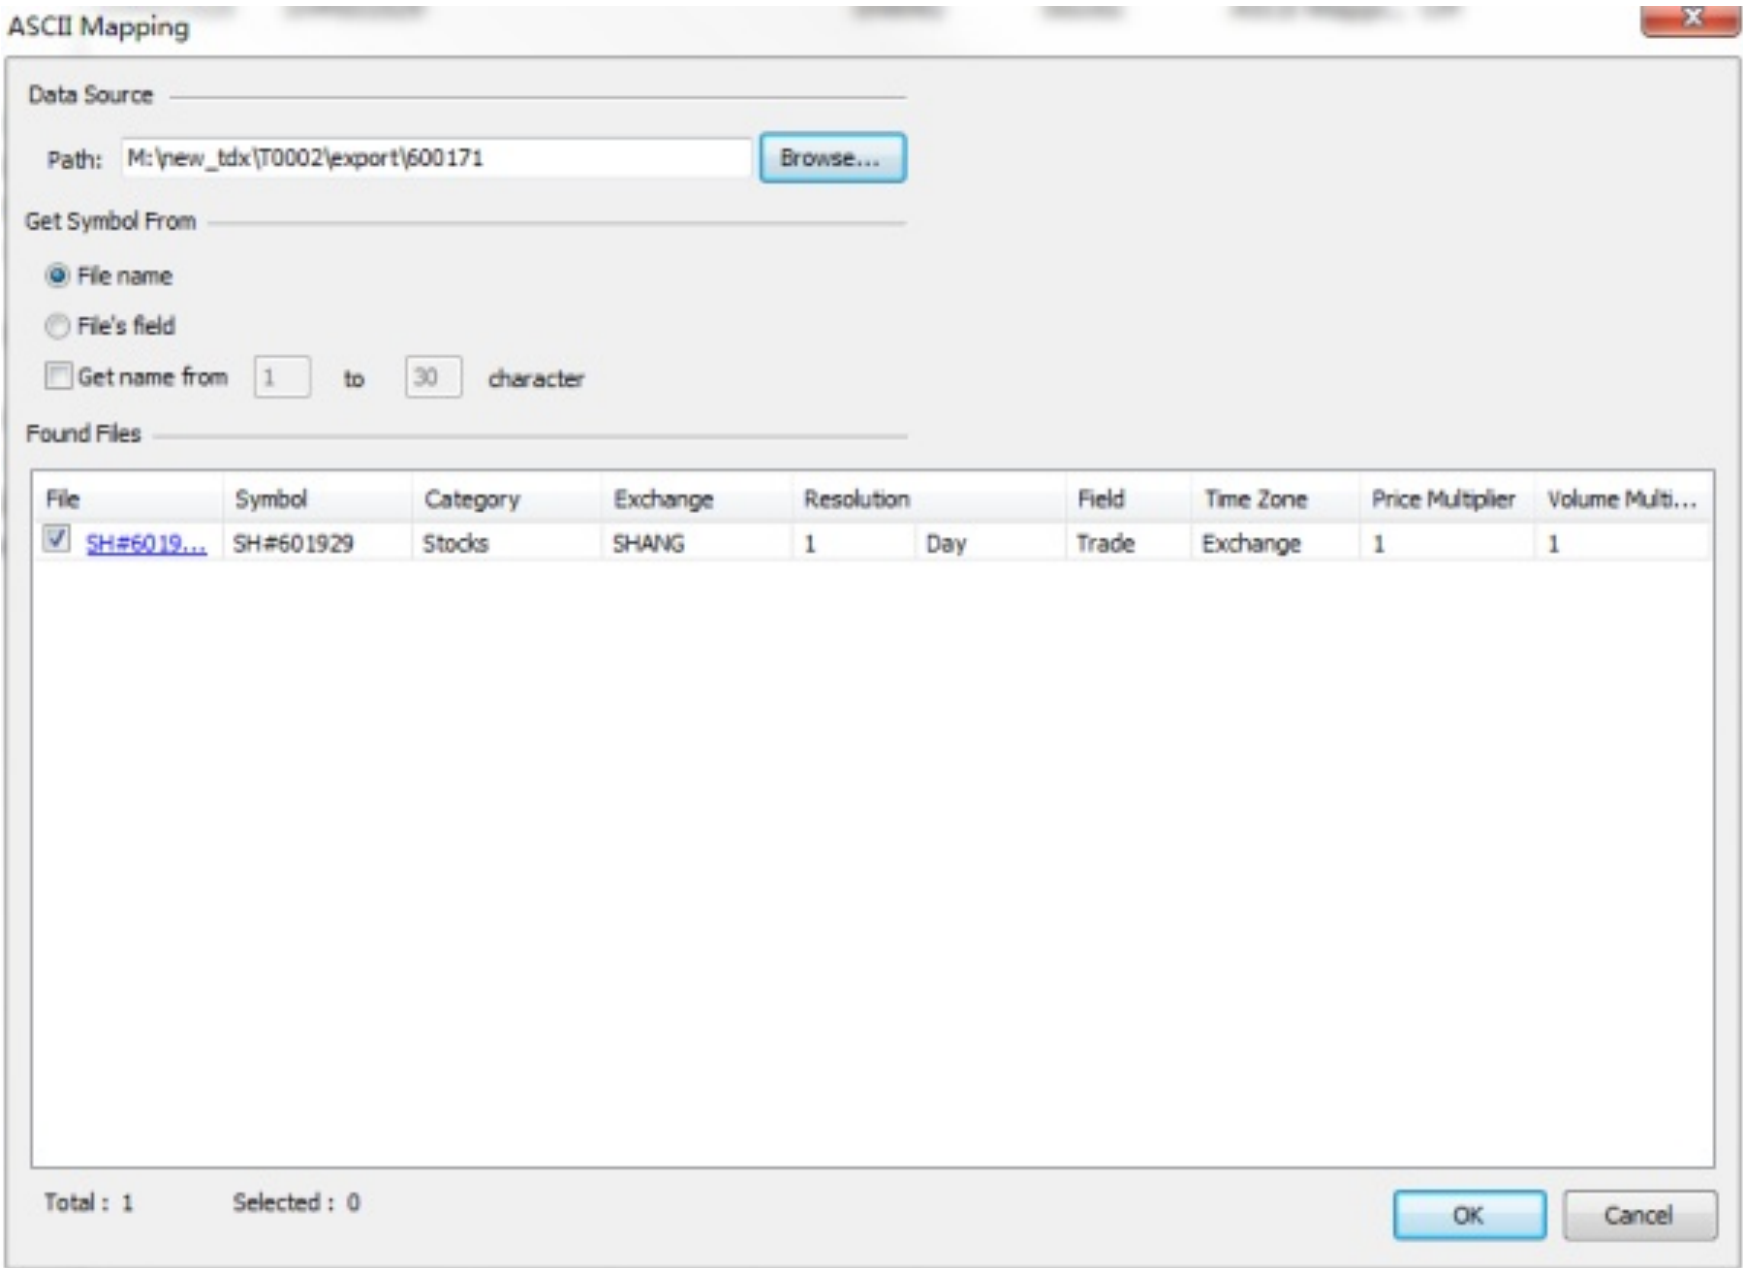 ASCII Mapping
Data Source
Path: M:\new_tdx\T0002\export\600171 Browse...
Get Symbol From
File name
File's field
Get name from 1 to 30 character
Found Files
File Symbol Category Exchange Resolution Field Time Zone Price Multiplier Volume Multi...
SH#6019... SH#601929 Stocks SHANG 1 Day Trade Exchange 1 1
Total : 1 Selected : 0
OK Cancel